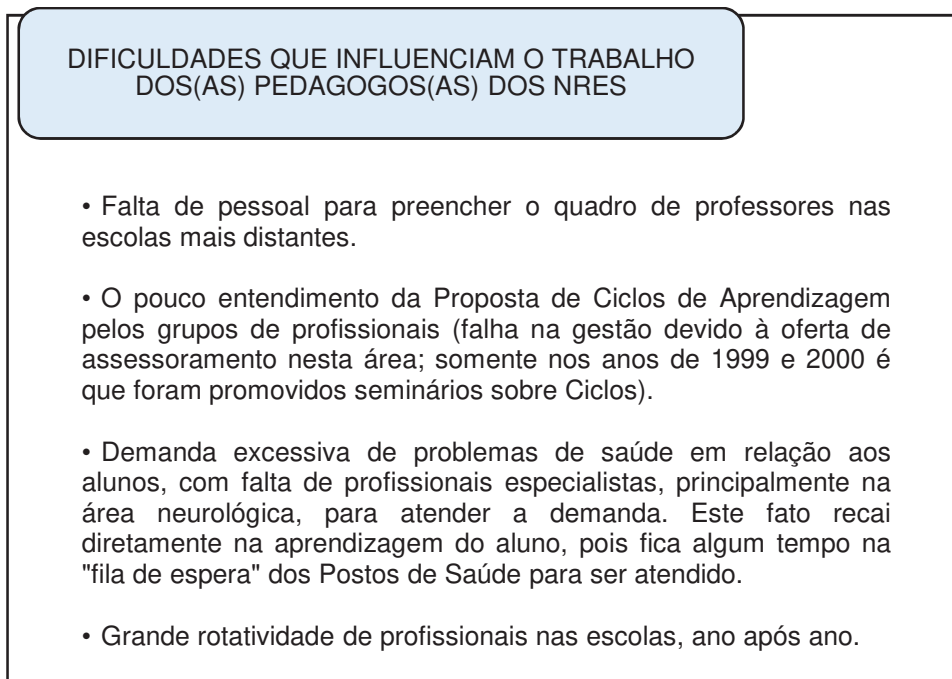 DIFICULDADES QUE INFLUENCIAM O TRABALHO
DOS(AS) PEDAGOGOS(AS) DOS NRES
• Falta de pessoal para preencher o quadro de professores nas
escolas mais distantes.
• O pouco entendimento da Proposta de Ciclos de Aprendizagem
pelos grupos de profissionais (falha na gestão devido à oferta de
assessoramento nesta área; somente nos anos de 1999 e 2000 é
que foram promovidos seminários sobre Ciclos).
• Demanda excessiva de problemas de saúde em relação aos
alunos, com falta de profissionais especialistas, principalmente na
área neurológica, para atender a demanda. Este fato recai
diretamente na aprendizagem do aluno, pois fica algum tempo na
"fila de espera" dos Postos de Saúde para ser atendido.
• Grande rotatividade de profissionais nas escolas, ano após ano.